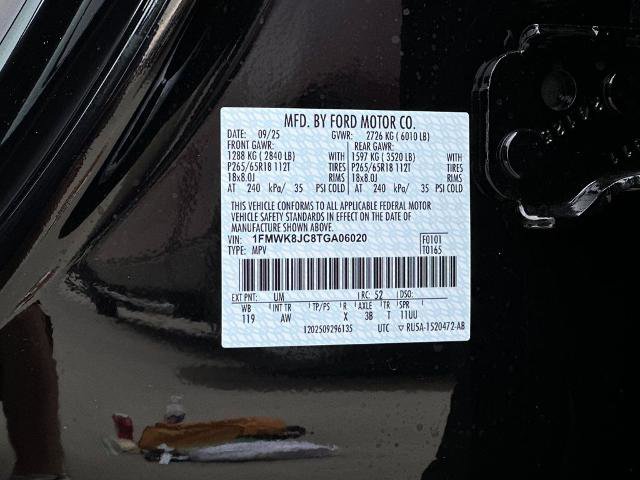 MFD. BY FORD MOTOR CO.
DATE: 09/25 GVWR: 2726 KG ( 6010 LB)
FRONT GAWR: REAR GAWR:
1288 KG ( 2840 LB) WITH 1597 KG ( 3520 LB) WITH
P265/65R18 112T TIRES P265/65R18 112T TIRES
18x8.0J RIMS 18x8.0J RIMS
AT 240 kPa/ 35 PSI COLD AT 240 kPa/ 35 PSI COLD
THIS VEHICLE CONFORMS TO ALL APPLICABLE FEDERAL MOTOR
VEHICLE SAFETY STANDARDS IN EFFECT ON THE DATE OF
MANUFACTURE SHOWN ABOVE.
VIN: 1FMWK8JC8TGA06020 F0101
TYPE: MPV T0165
EXT PNT: UM RC: 52 DSO:
WB INT TR TP/PS R AXLE TR SPR
119 AW X 3B T 11UU
1202509296135 UTC ▽ RU5A-1520472-AB